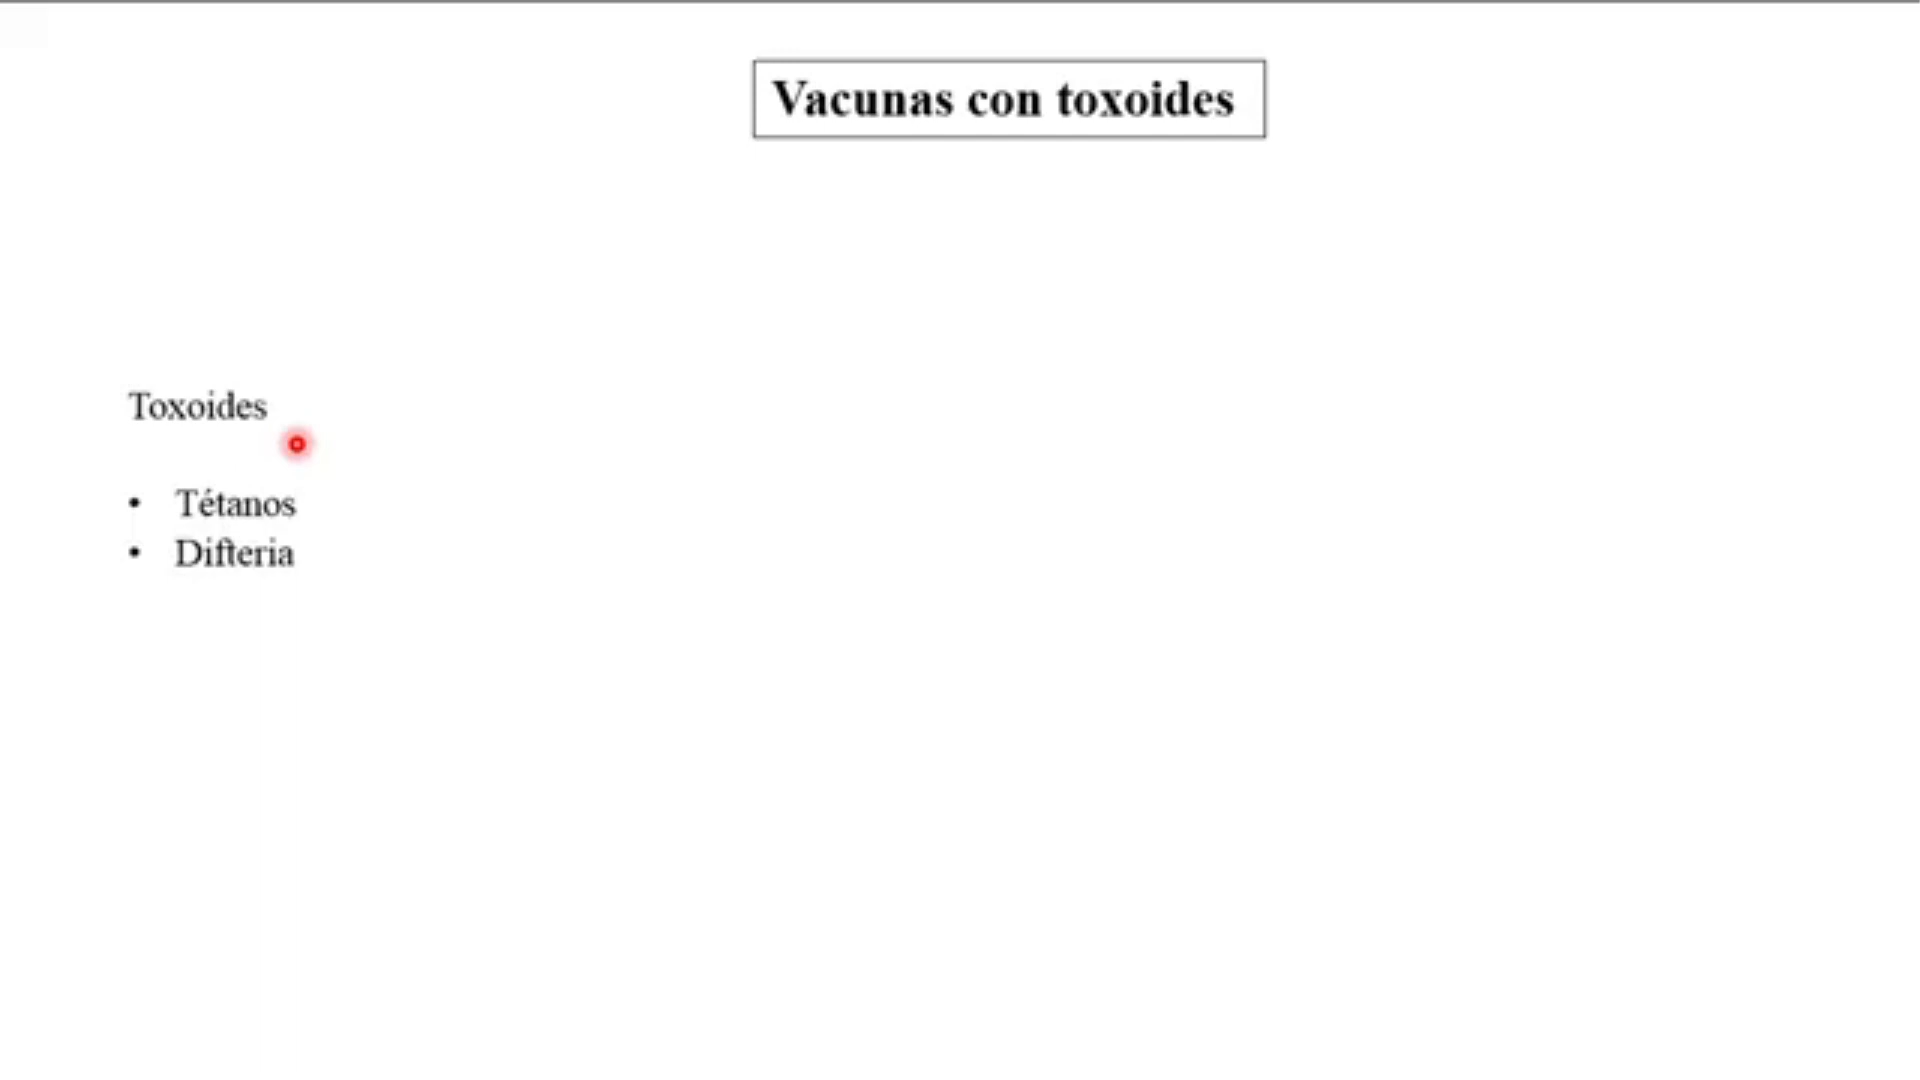 Vacunas con toxoides
Toxoides
• Tétanos
• Difteria